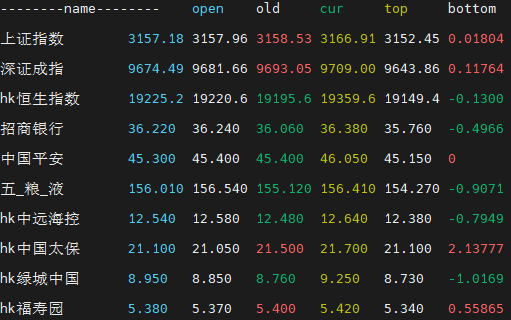 --------name-------- open old cur top bottom
上证指数 3157.18 3157.96 3158.53 3166.91 3152.45 0.01804
深证成指 9674.49 9681.66 9693.05 9709.00 9643.86 0.11764
hk恒生指数 19225.2 19220.6 19195.6 19359.6 19149.4 -0.1300
招商银行 36.220 36.240 36.060 36.380 35.760 -0.4966
中国平安 45.300 45.400 45.400 46.050 45.150 0
五_粮_液 156.010 156.540 155.120 156.410 154.270 -0.9071
hk中远海控 12.540 12.580 12.480 12.640 12.380 -0.7949
hk中国太保 21.100 21.050 21.500 21.700 21.100 2.13777
hk绿城中国 8.950 8.850 8.760 9.250 8.730 -1.0169
hk福寿园 5.380 5.370 5.400 5.420 5.340 0.55865